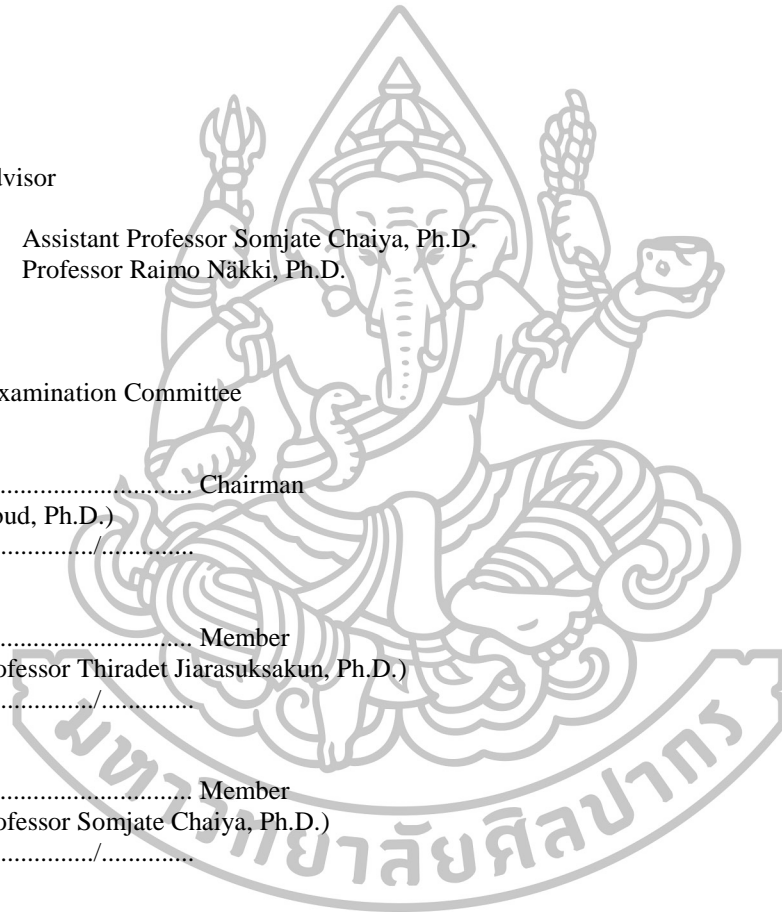 dvisor
Assistant Professor Somjate Chaiya, Ph.D.
Professor Raimo Näkki, Ph.D.
xamination Committee
............................. Chairman
oud, Ph.D.)
............../..............
............................. Member
ofessor Thiradet Jiarasuksakun, Ph.D.)
............../..............
............................. Member
ofessor Somjate Chaiya, Ph.D.)
............../..............
มหาวิทยาลัยศิลปากร